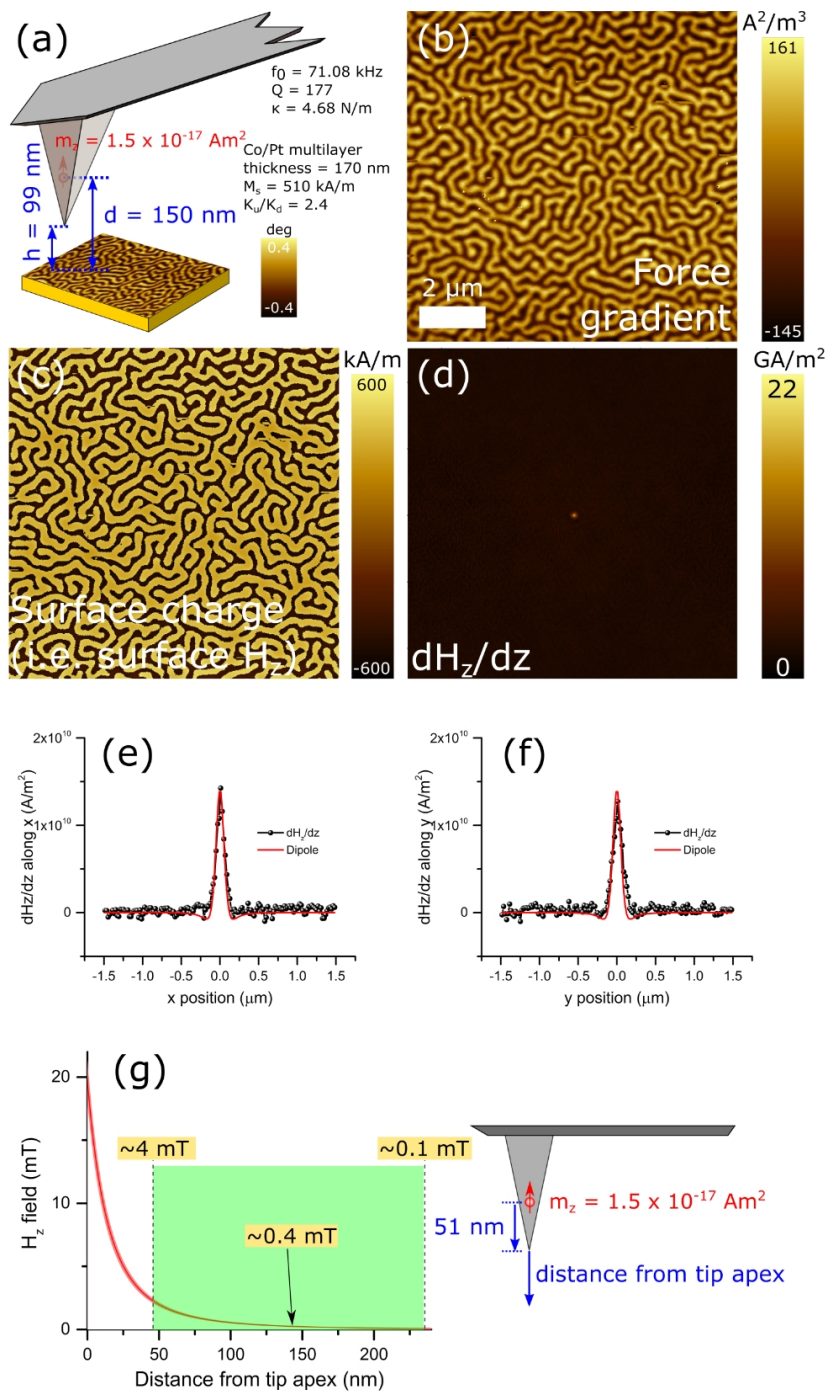 (a)
f0 = 71.08 kHz
Q = 177
κ = 4.68 N/m
mz = 1.5 x 10⁻¹⁷ Am²
Co/Pt multilayer
thickness = 170 nm
Ms = 510 kA/m
Ku/Kd = 2.4
h = 99 nm
d = 150 nm
deg
0.4
-0.4
(b)
A²/m³
161
-145
2 μm
Force
gradient
(c)
kA/m
600
-600
Surface charge
(i.e. surface Hz)
(d)
GA/m²
22
0
dHz/dz
(e)
2x10¹⁰
1x10¹⁰
0
dHz/dz along x (A/m²)
dHz/dz
Dipole
-1.5 -1.0 -0.5 0.0 0.5 1.0 1.5
x position (μm)
(f)
2x10¹⁰
1x10¹⁰
0
dHz/dz along y (A/m²)
dHz/dz
Dipole
-1.5 -1.0 -0.5 0.0 0.5 1.0 1.5
y position (μm)
(g)
20
10
0
Hz field (mT)
~4 mT
~0.1 mT
~0.4 mT
0 50 100 150 200
Distance from tip apex (nm)
mz = 1.5 x 10⁻¹⁷ Am²
51 nm
distance from tip apex